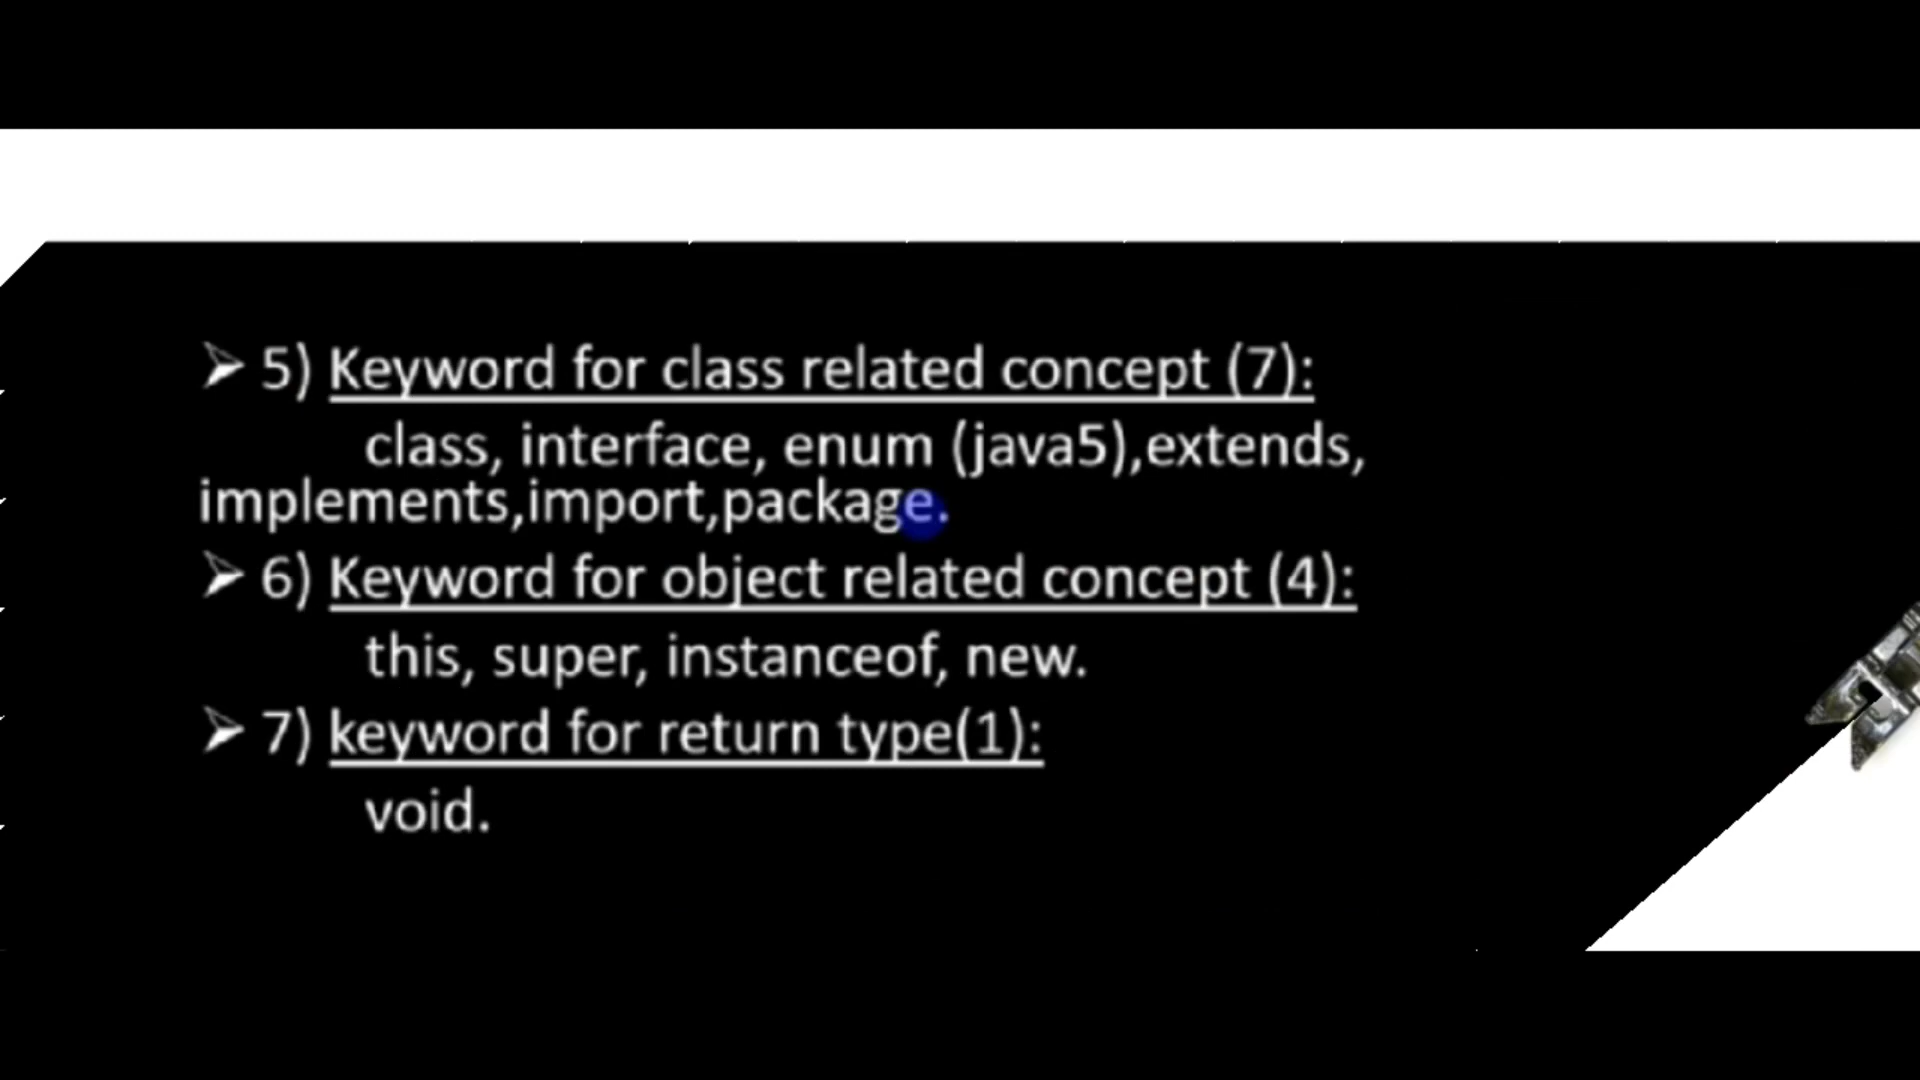 ➢ 5) Keyword for class related concept (7):
class, interface, enum (java5),extends,
implements,import,package.
➢ 6) Keyword for object related concept (4):
this, super, instanceof, new.
➢ 7) keyword for return type(1):
void.